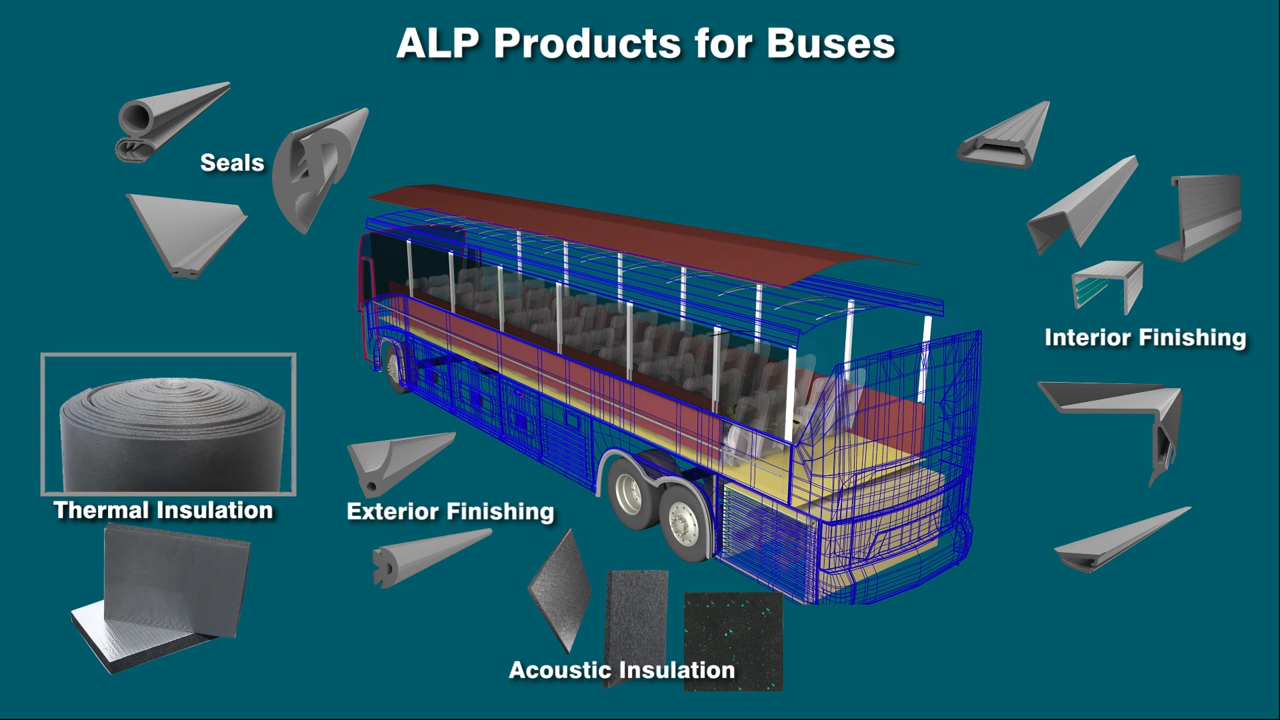 ALP Products for Buses
Seals
Interior Finishing
Thermal Insulation
Exterior Finishing
Acoustic Insulation